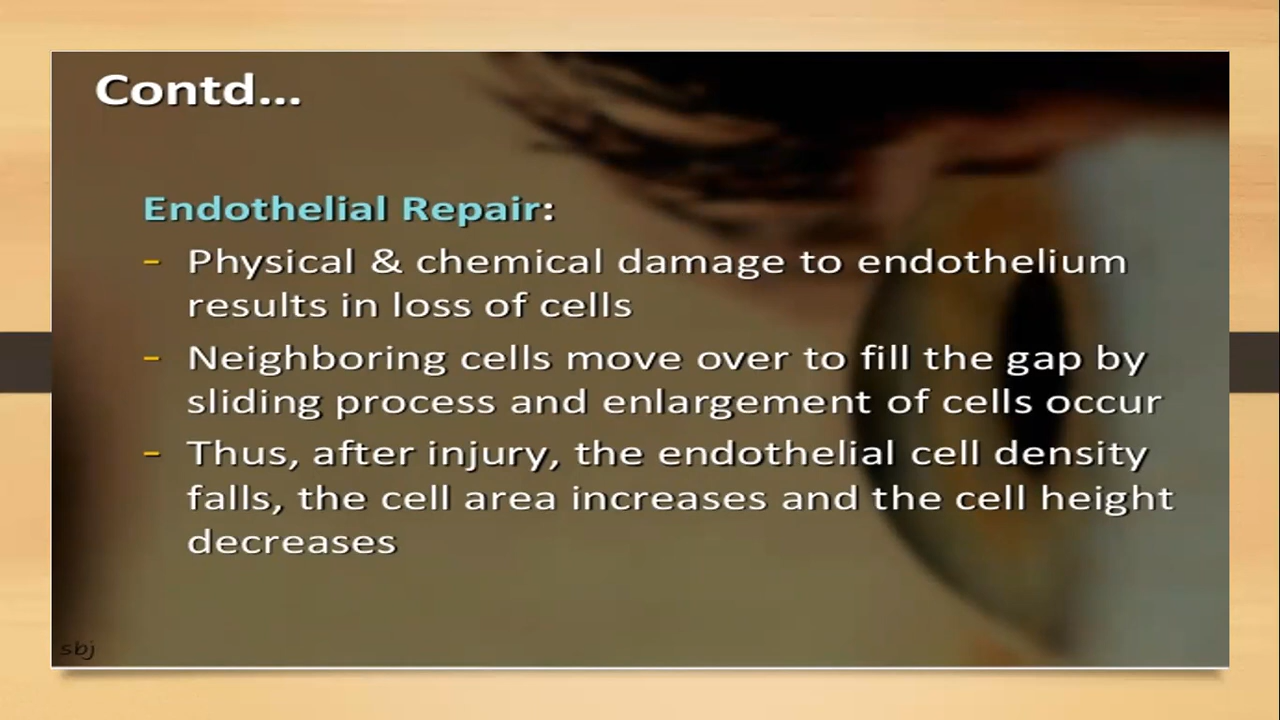 Contd...
Endothelial Repair:
- Physical & chemical damage to endothelium
results in loss of cells
- Neighboring cells move over to fill the gap by
sliding process and enlargement of cells occur
- Thus, after injury, the endothelial cell density
falls, the cell area increases and the cell height
decreases
sbj